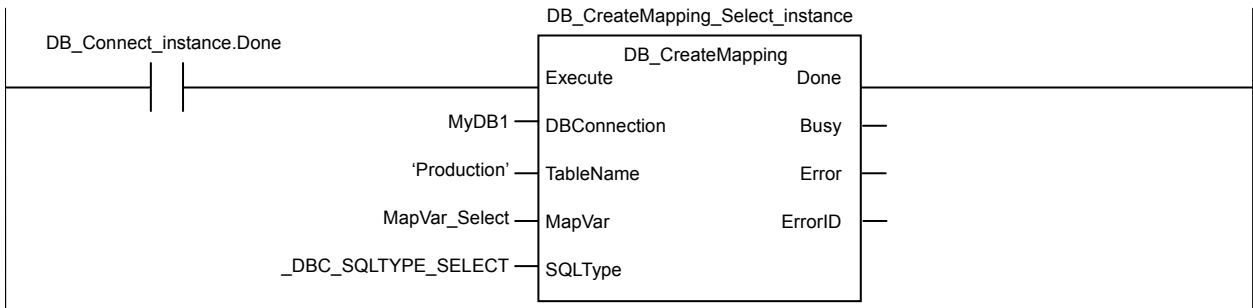 DB_CreateMapping_Select_instance
DB_Connect_instance.Done
DB_CreateMapping
Execute Done
MyDB1 DBConnection Busy
‘Production’ TableName Error
MapVar_Select MapVar ErrorID
_DBC_SQLTYPE_SELECT SQLType